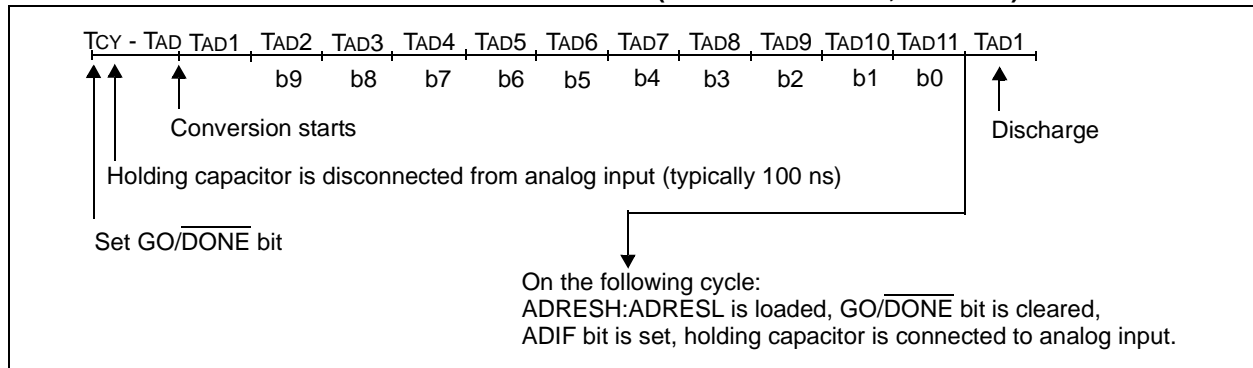 TCY - TAD TAD1 TAD2 TAD3 TAD4 TAD5 TAD6 TAD7 TAD8 TAD9 TAD10 TAD11 TAD1
b9 b8 b7 b6 b5 b4 b3 b2 b1 b0
Conversion starts
Discharge
Holding capacitor is disconnected from analog input (typically 100 ns)
Set GO/DONE bit
On the following cycle:
ADRESH:ADRESL is loaded, GO/DONE bit is cleared,
ADIF bit is set, holding capacitor is connected to analog input.